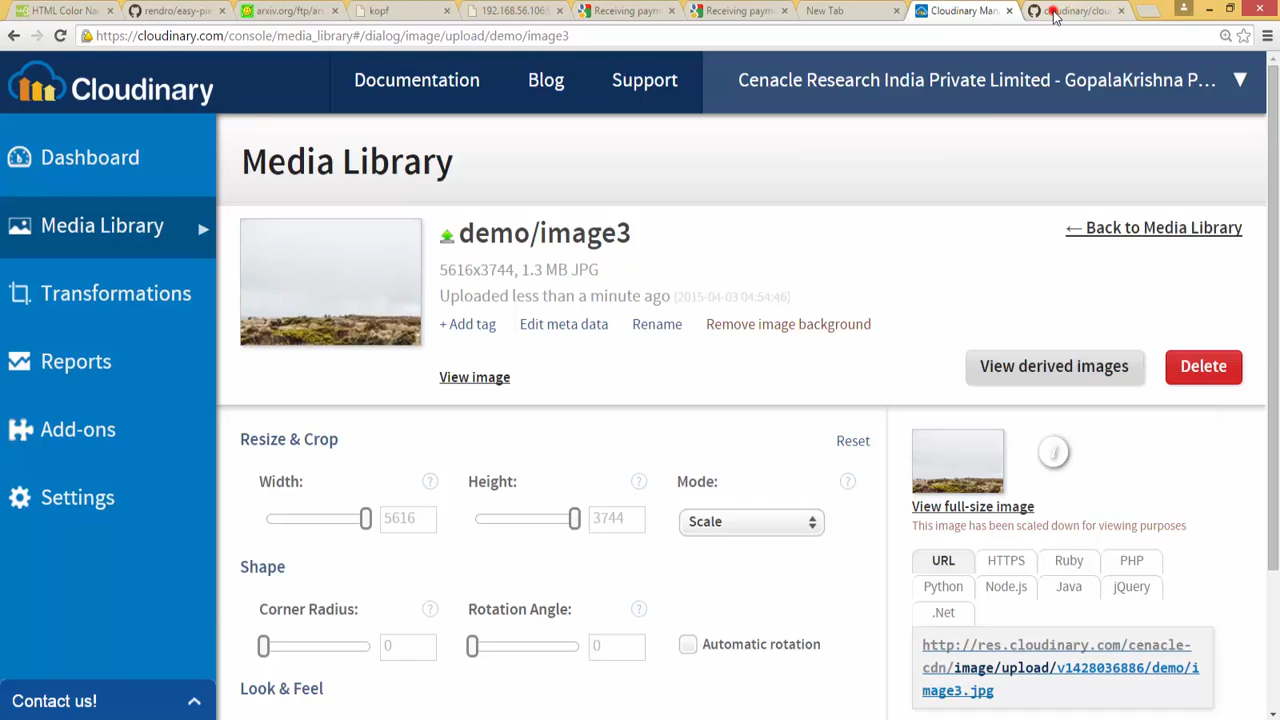 HTML Color Na
rendro/easy-pie
arxiv.org/ftp/ar
kopf
192.168.56.106
Receiving paym
Receiving paym
New Tab
Cloudinary Man
cloudinary/clou
https://cloudinary.com/console/media_library#/dialog/image/upload/demo/image3
Cloudinary
Documentation
Blog
Support
Cenacle Research India Private Limited - GopalaKrishna P... ▼
Dashboard
Media Library
Transformations
Reports
Add-ons
Settings
Contact us!
Media Library
demo/image3
← Back to Media Library
5616x3744, 1.3 MB JPG
Uploaded less than a minute ago (2015-04-03 04:54:46)
+ Add tag
Edit meta data
Rename
Remove image background
View image
View derived images
Delete
Resize & Crop
Reset
Width:
?
Height:
?
Mode:
?
5616
3744
Scale
Shape
Corner Radius:
?
Rotation Angle:
?
0
0
Automatic rotation
Look & Feel
i
View full-size image
This image has been scaled down for viewing purposes
URL
HTTPS
Ruby
PHP
Python
Node.js
Java
jQuery
.Net
http://res.cloudinary.com/cenacle-
cdn/image/upload/v1428036886/demo/i
mage3.jpg